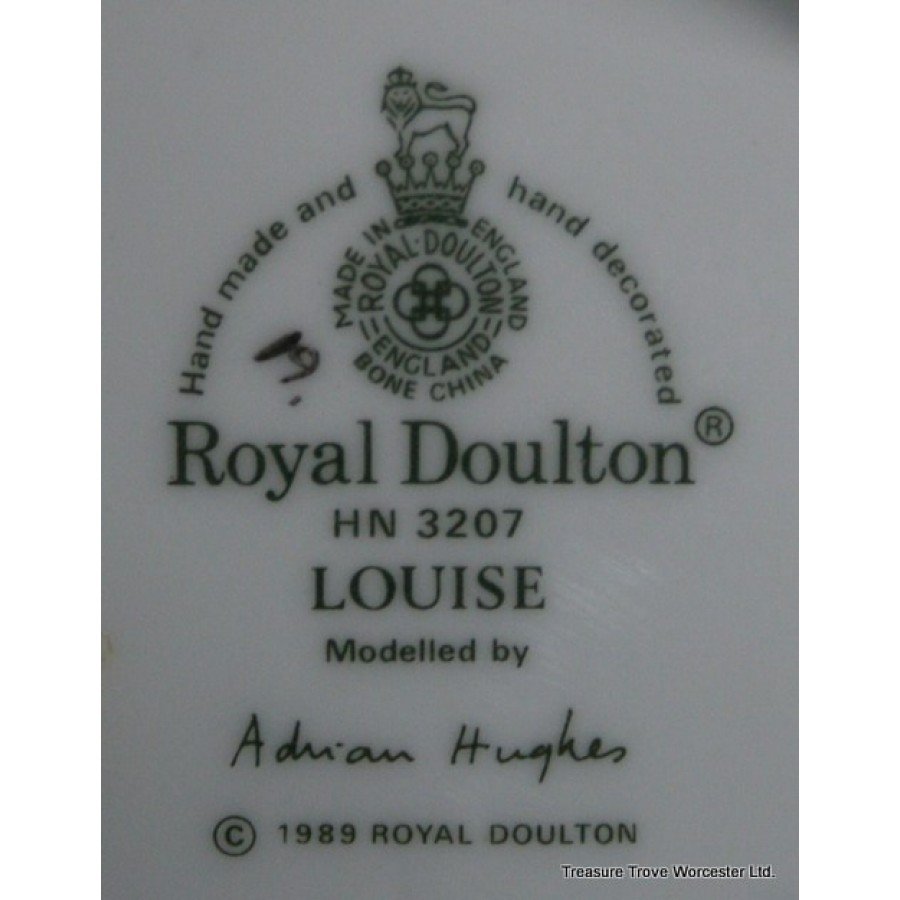 Hand made and hand decorated
MADE IN ENGLAND
ROYAL·DOULTON
ENGLAND
BONE CHINA
Royal Doulton®
HN 3207
LOUISE
Modelled by
Adrian Hughes
© 1989 ROYAL DOULTON
Treasure Trove Worcester Ltd.